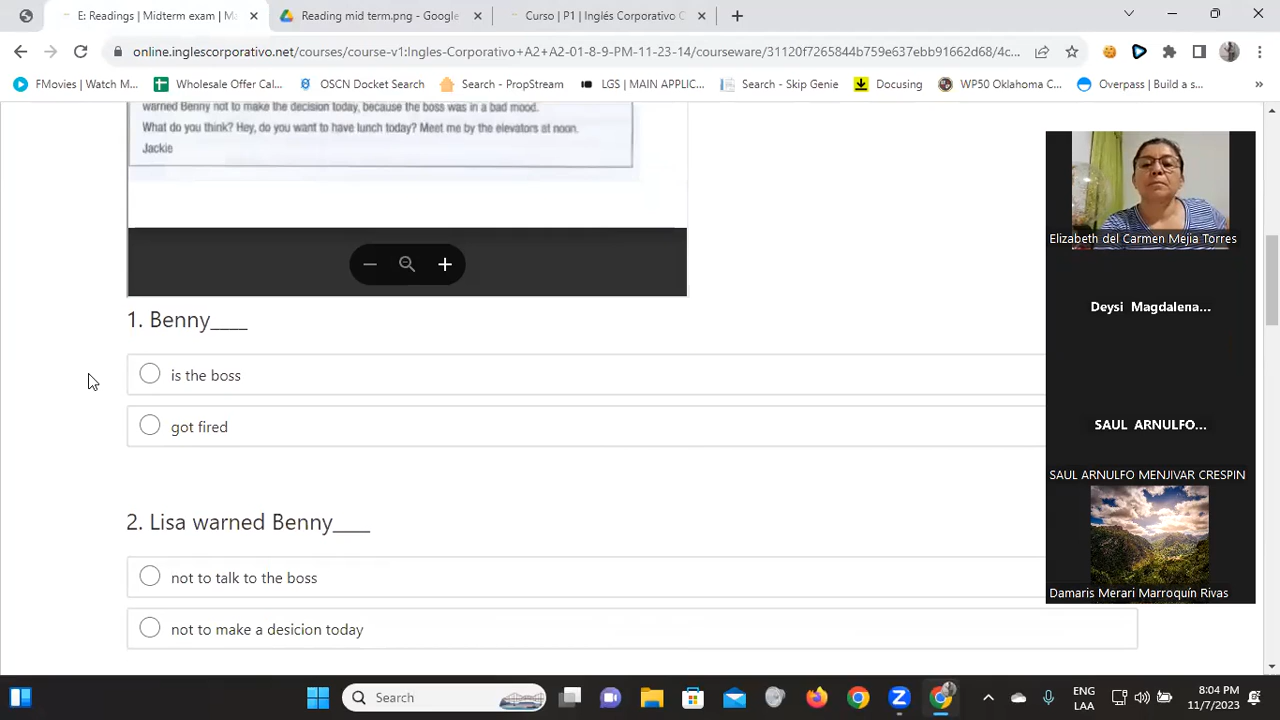 E: Readings | Midterm exam | Ma
Reading mid term.png - Google
Curso | P1 | Inglés Corporativo C
online.inglescorporativo.net/courses/course-v1:Ingles-Corporativo+A2+A2-01-8-9-PM-11-23-14/courseware/31120f7265844b759e637ebb91662d68/4c...
FMovies | Watch M...
Wholesale Offer Cal...
OSCN Docket Search
Search - PropStream
LGS | MAIN APPLIC...
Search - Skip Genie
Docusing
WP50 Oklahoma C...
Overpass | Build a s...
»
warned Benny not to make the decision today, because the boss was in a bad mood.
What do you think? Hey, do you want to have lunch today? Meet me by the elevators at noon.
Jackie
1. Benny____
is the boss
got fired
2. Lisa warned Benny____
not to talk to the boss
not to make a desicion today
Elizabeth del Carmen Mejia Torres
Deysi Magdalena...
SAUL ARNULFO...
SAUL ARNULFO MENJIVAR CRESPIN
Damaris Merari Marroquín Rivas
Search
ENG
LAA
8:04 PM
11/7/2023